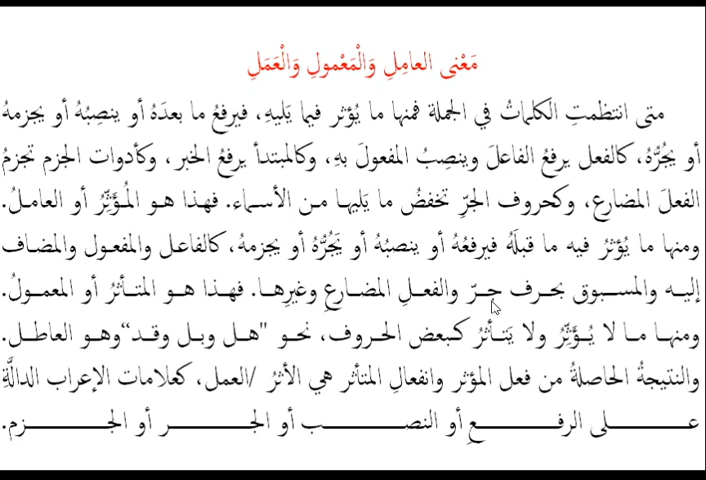 مَعْنى العامِلِ وَالْمَعْمولِ وَالْعَمَلِ
متى انتظمتِ الكلماتُ في الجملة فمنها ما يُؤثر فيما يَليهِ، فيرفعُ ما بعدَهُ أو ينصِبُهُ أو يجزمهُ
أو يجُرُّهُ، كالفعل يرفعُ الفاعلَ وينصِبُ المفعولَ بهِ، وكالمبتدأ يرفعُ الخبر، وكأدوات الجزم تجزمُ
الفعلَ المضارع، وكحروف الجرِّ تخفضُ ما يَليها من الأسماء. فهذا هو المُؤَثِّرُ أو العاملُ.
ومنها ما يُؤثرُ فيه ما قبلَهُ فيرفعُهُ أو ينصبُهُ أو يَجُرُّهُ أو يجزمهُ، كالفاعل والمفعول والمضاف
إليه والمسبوق بحرف جرّ والفعلِ المضارعِ وغيرِها. فهذا هو المتأثرُ أو المعمولُ.
ومنها ما لا يُؤَثِّرُ ولا يَتأثرُ كبعض الحروف، نحو "هل وبل وقد“وهو العاطل.
والنتيجةُ الحاصلةُ من فعل المؤثر وانفعالِ المتأثر هي الأثرُ /العمل، كعلامات الإعراب الدالَّةِ
على الرفعِ أو النصب أو الجر أو الجزم.